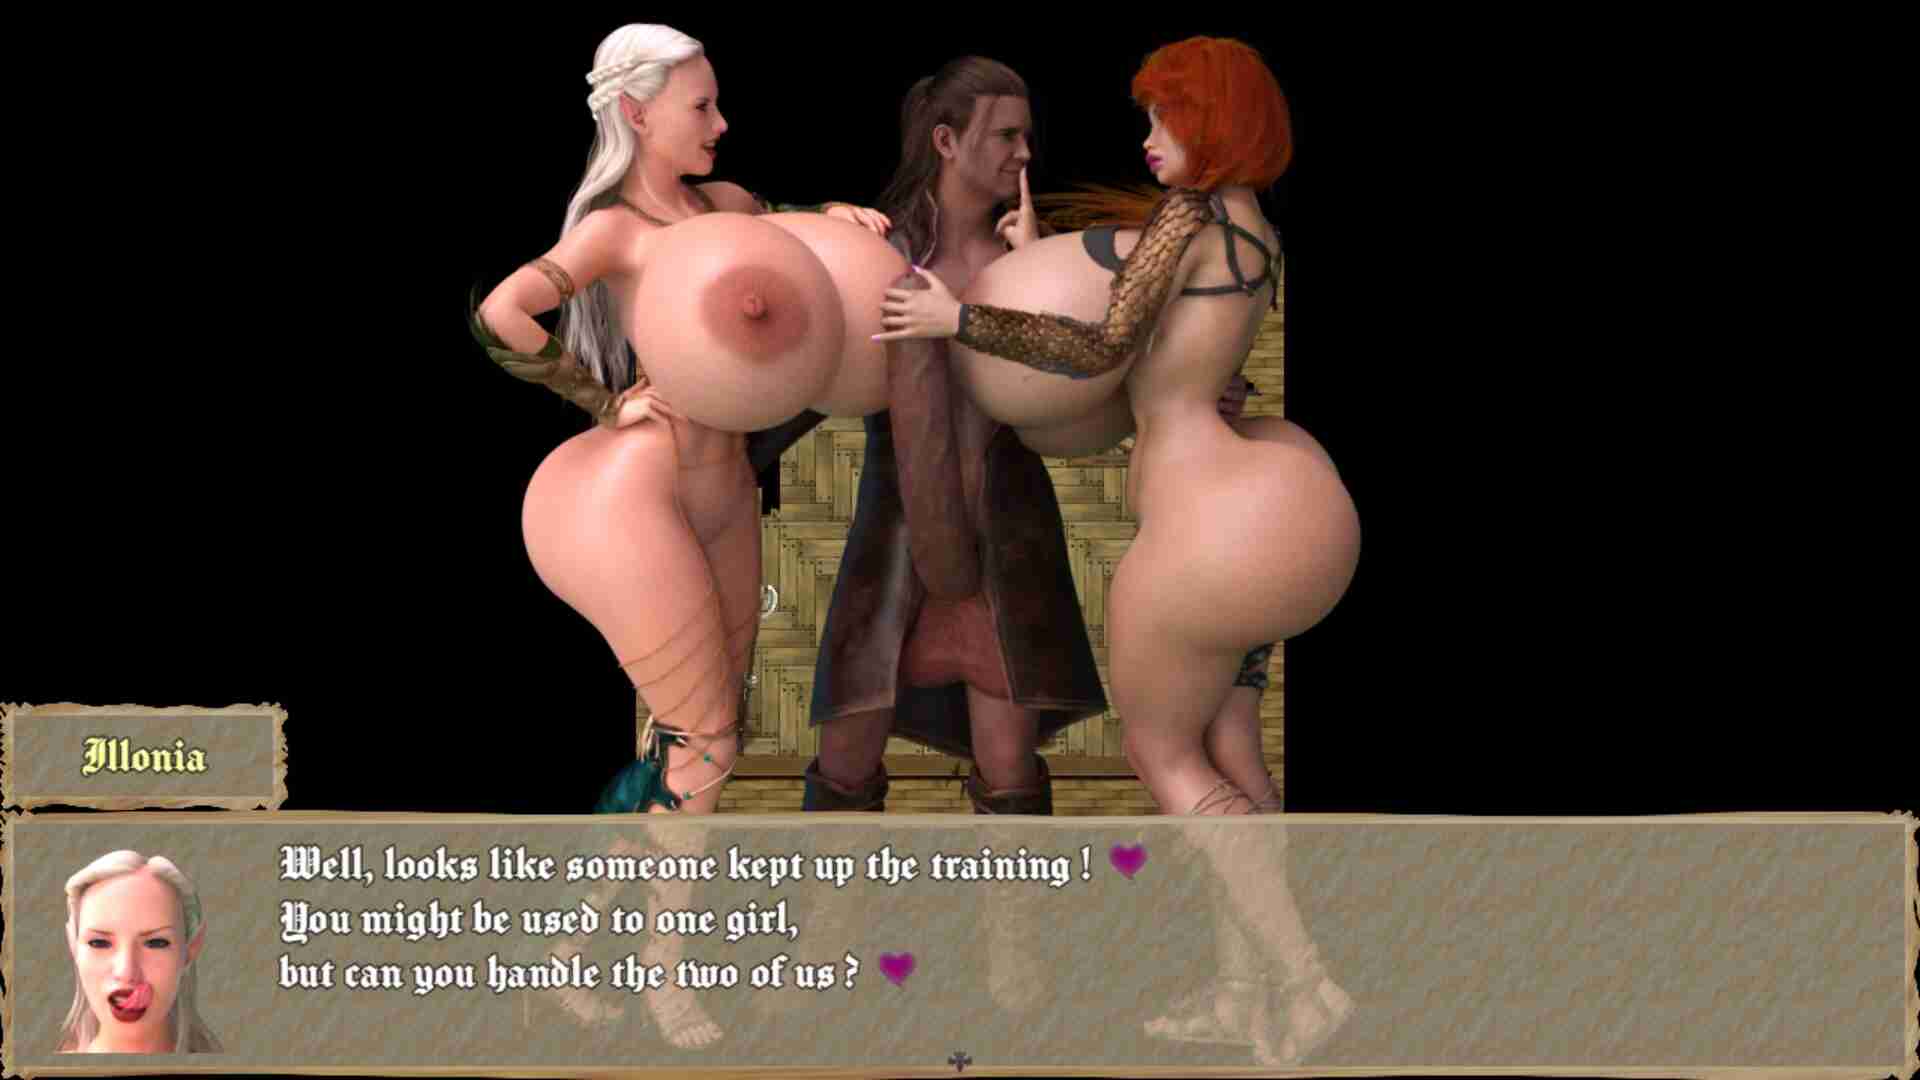 Illonia
Well, looks like someone kept up the training!
You might be used to one girl,
but can you handle the two of us?